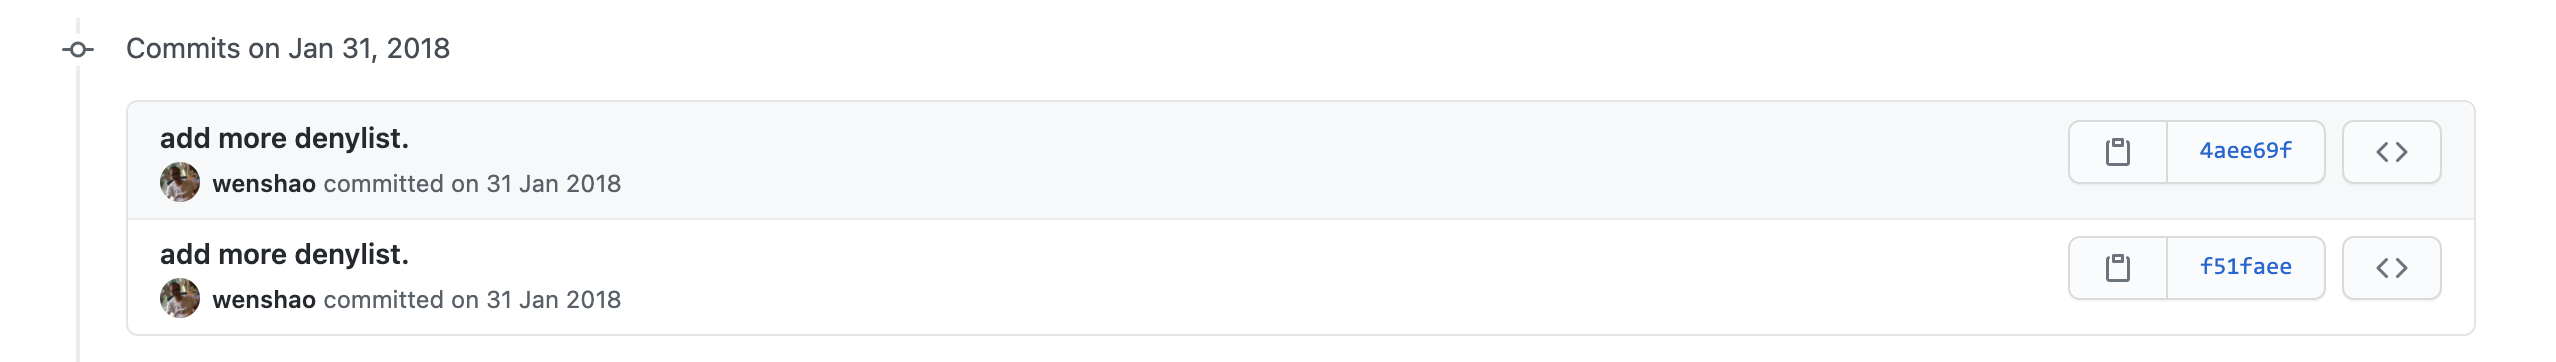 Commits on Jan 31, 2018
add more denylist.
4aee69f
wenshao committed on 31 Jan 2018
add more denylist.
f51faee
wenshao committed on 31 Jan 2018